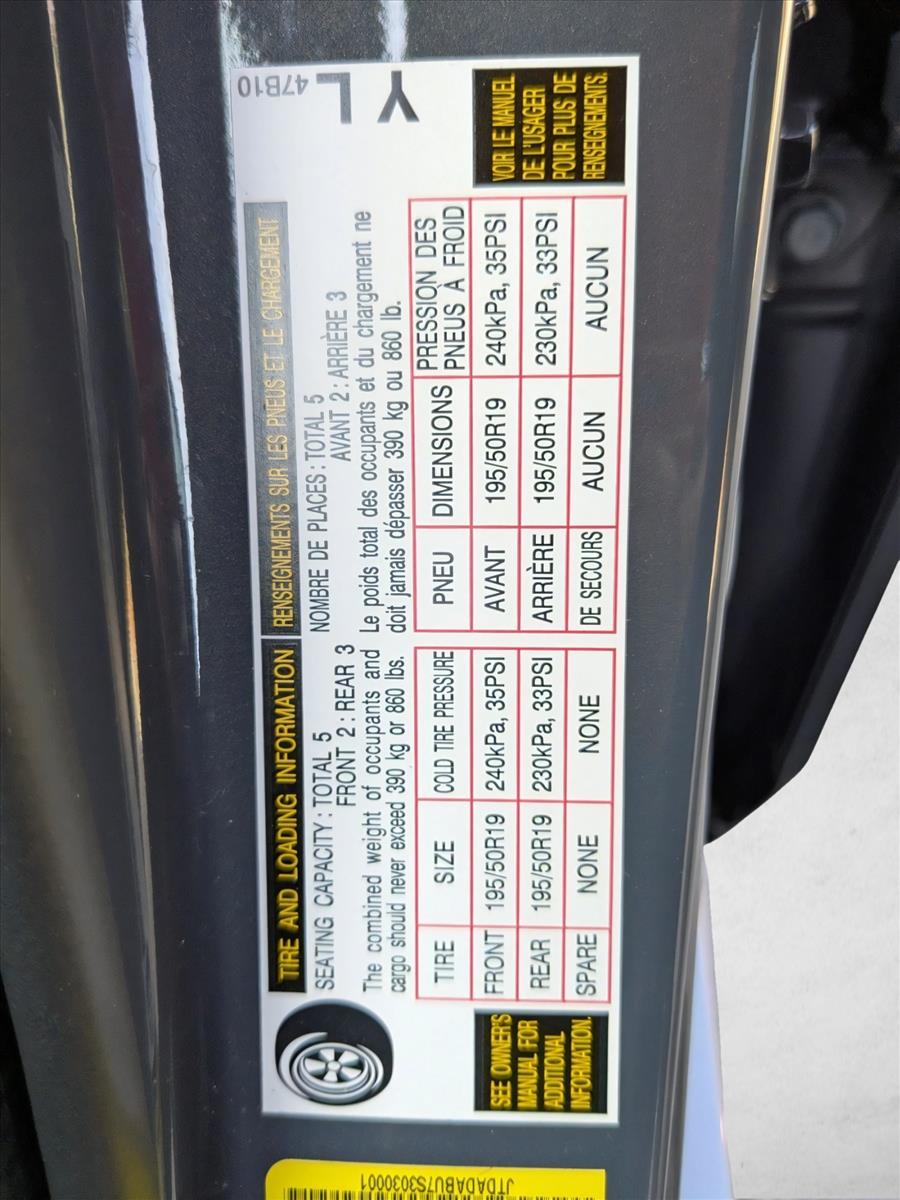 TIRE AND LOADING INFORMATION
SEATING CAPACITY : TOTAL 5
FRONT 2 : REAR 3
The combined weight of occupants and
cargo should never exceed 390 kg or 860 lbs.
TIRE SIZE COLD TIRE PRESSURE
FRONT 195/50R19 240kPa, 35PSI
REAR 195/50R19 230kPa, 33PSI
SPARE NONE NONE
SEE OWNER'S
MANUAL FOR
ADDITIONAL
INFORMATION.
RENSEIGNEMENTS SUR LES PNEUS ET LE CHARGEMENT
NOMBRE DE PLACES : TOTAL 5
AVANT 2 : ARRIÈRE 3
Le poids total des occupants et du chargement ne
doit jamais dépasser 390 kg ou 860 lb.
PNEU DIMENSIONS PRESSION DES
PNEUS À FROID
AVANT 195/50R19 240kPa, 35PSI
ARRIÈRE 195/50R19 230kPa, 33PSI
DE SECOURS AUCUN AUCUN
VOIR LE MANUEL
DE L'USAGER
POUR PLUS DE
RENSEIGNEMENTS.
47B10
YL
JTDADABU7S3030001